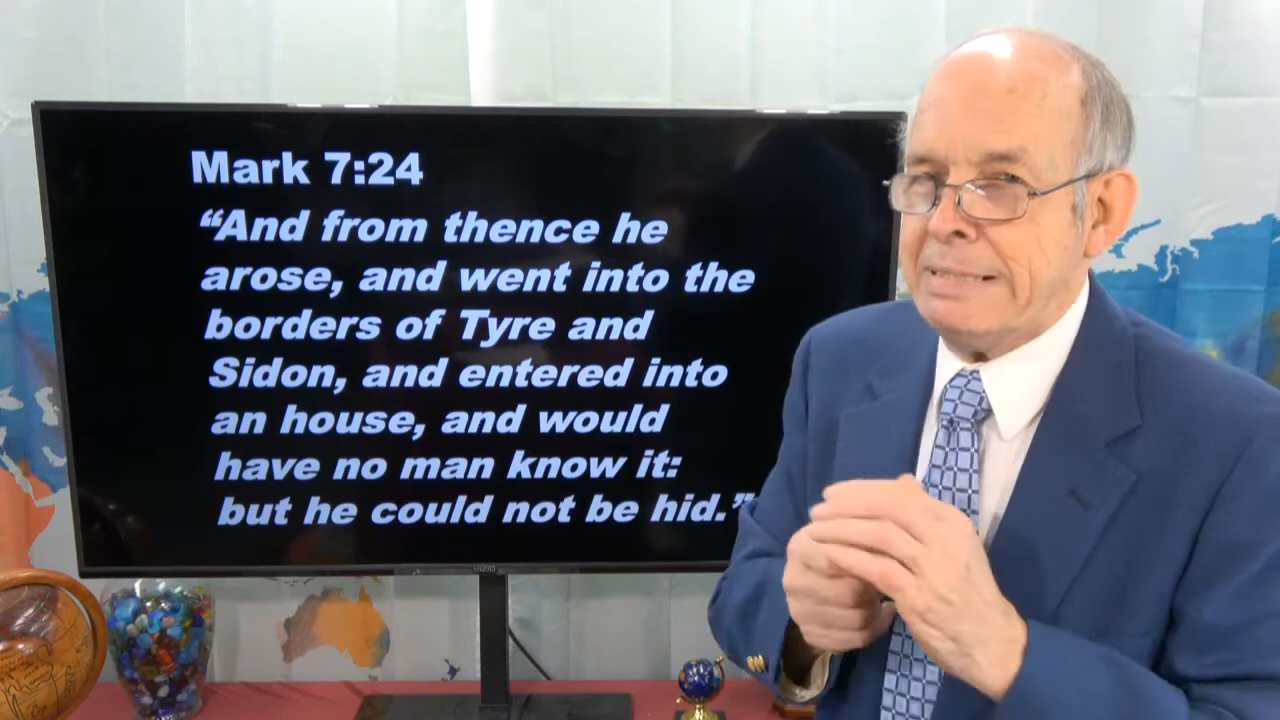 Mark 7:24
“And from thence he
arose, and went into the
borders of Tyre and
Sidon, and entered into
an house, and would
have no man know it:
but he could not be hid.”
VIZIO